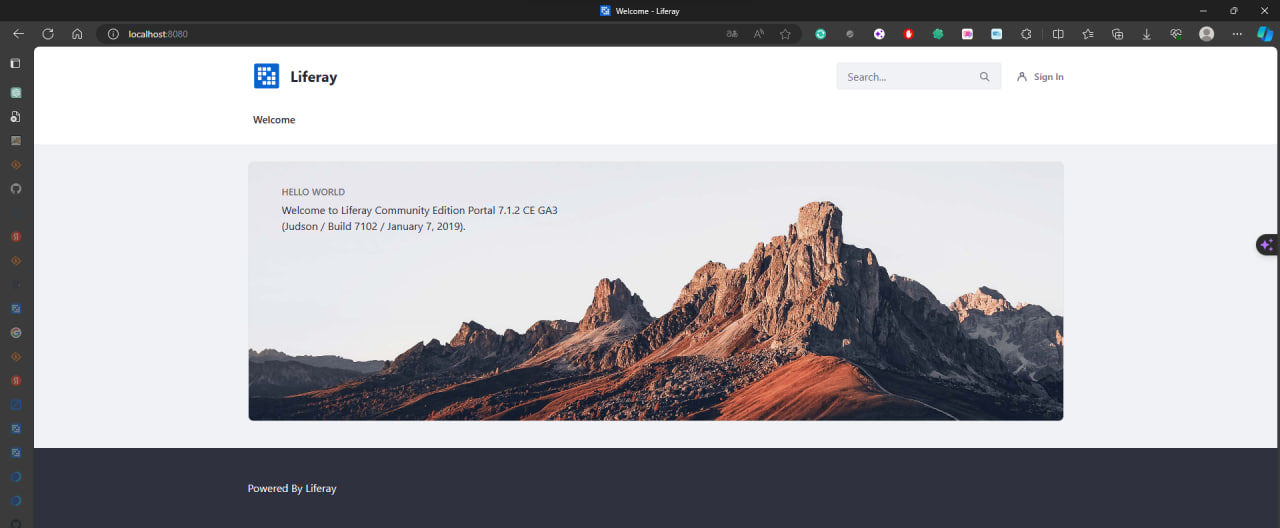 Welcome - Liferay
localhost:8080
Liferay
Search...
Sign In
Welcome
HELLO WORLD
Welcome to Liferay Community Edition Portal 7.1.2 CE GA3
(Judson / Build 7102 / January 7, 2019).
Powered By Liferay